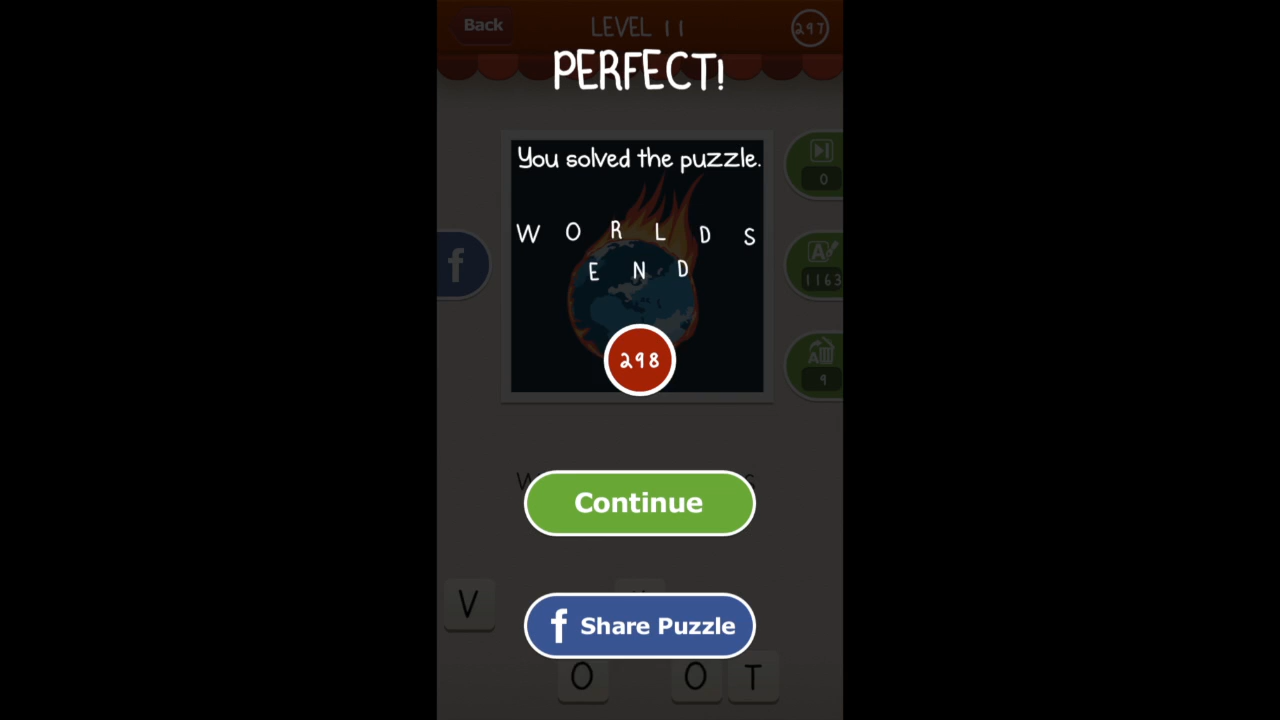 Back
LEVEL 11
297
PERFECT!
You solved the puzzle.
0
W O R L D S
f
A
1163
E N D
298
A
9
W S
Continue
V
f Share Puzzle
O O T